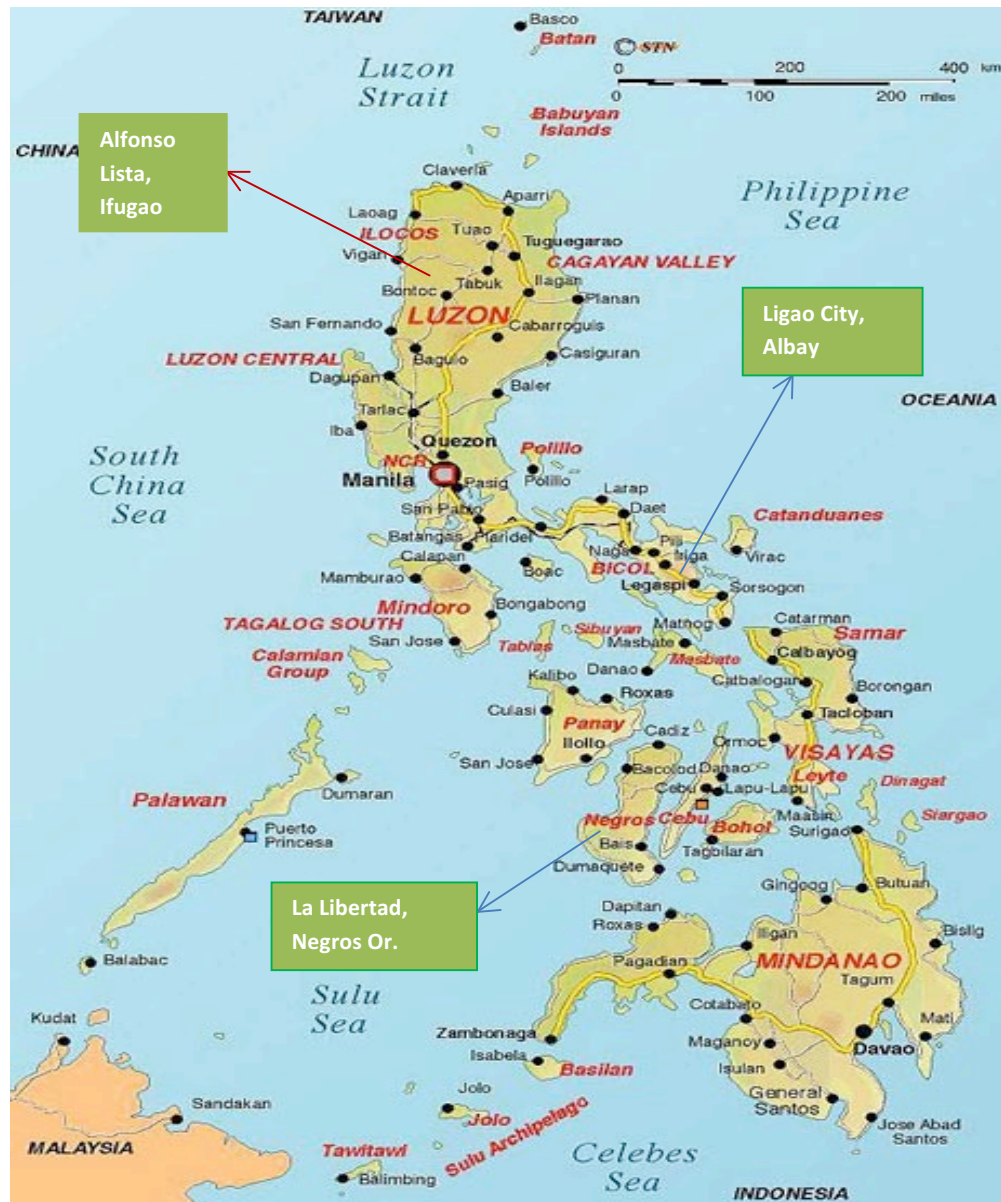 TAIWAN
Basco
Batan
© STN
Luzon
Strait
0 200 400 km
0 100 200 miles
Babuyan
Islands
CHINA
Alfonso
Lista,
Ifugao
Claveria
Aparri
Philippine
Sea
Laoag
ILOCOS
Tuao
Tuguegarao
Vigan
CAGAYAN VALLEY
Tabuk
Ilagan
Bontoc
Planan
LUZON
San Fernando
Cabarroguis
Ligao City,
Albay
LUZON CENTRAL
Baguio
Casiguran
Dagupan
Baler
OCEANIA
Tarlac
Iba
Quezon
South
China
Sea
NCR
Polillo
Manila
Pasig
Polillo
Larap
San Pablo
Daet
Catanduanes
Batangas
Plaridel
Naga
Pili
Iriga
Virac
Calapan
Boac
BICOL
Mamburao
Legaspi
Sorsogon
Mindoro
Bongabong
TAGALOG SOUTH
Sibuyan
Mathog
Catarman
San Jose
Tablas
Masbate
Samar
Calamian
Group
Danao
Masbate
Calbayog
Kalibo
Catbalogan
Roxas
Borongan
Culasi
Panay
Cadiz
Tacloban
Iloilo
Ormoc
VISAYAS
San Jose
Bacolod
Danao
Leyte
Dinagat
Palawan
Dumaran
Cebu
Lapu-Lapu
Maasin
Negros
Cebu
Bohol
Surigao
Siargao
Puerto
Princesa
Bais
Tagbilaran
Dumaquete
La Libertad,
Negros Or.
Gingoog
Butuan
Dapitan
Roxas
Iligan
Bislig
Balabac
Pagadian
MINDANAO
Tagum
Sulu
Sea
Cotabato
Kudat
Zambonaga
Maganoy
Mati
Isabela
Davao
Basilan
Isulan
Jolo
General
Santos
Sandakan
Jolo
Sulu Archipelago
Jose Abad
Santos
MALAYSIA
Tawitawi
Celebes
Sea
Balimbing
INDONESIA